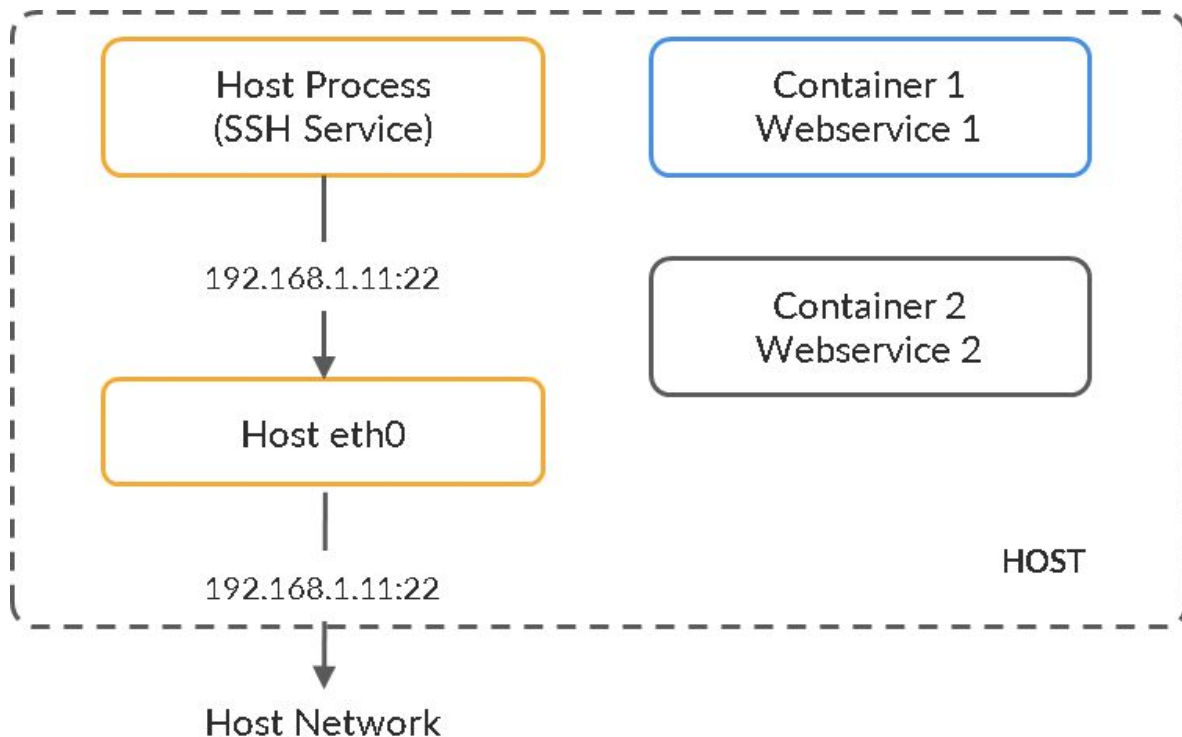 Host Process
(SSH Service)
Container 1
Webservice 1
192.168.1.11:22
Container 2
Webservice 2
Host eth0
HOST
192.168.1.11:22
Host Network